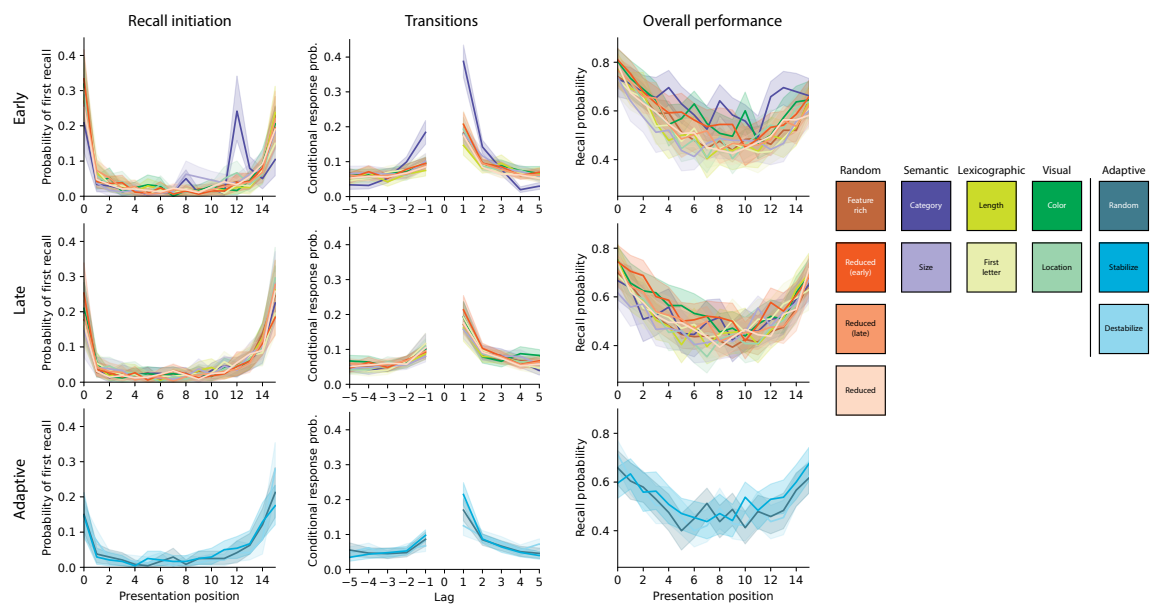 Recall initiation
Transitions
Overall performance
Early
Probability of first recall
0.4
0.3
0.2
0.1
0.0
0 2 4 6 8 10 12 14
Conditional response prob.
0.4
0.3
0.2
0.1
0.0
−5 −4 −3 −2 −1 0 1 2 3 4 5
Recall probability
0.8
0.6
0.4
0 2 4 6 8 10 12 14
Late
Probability of first recall
0.4
0.3
0.2
0.1
0.0
0 2 4 6 8 10 12 14
Conditional response prob.
0.4
0.3
0.2
0.1
0.0
−5 −4 −3 −2 −1 0 1 2 3 4 5
Recall probability
0.8
0.6
0.4
0 2 4 6 8 10 12 14
Adaptive
Probability of first recall
0.4
0.3
0.2
0.1
0.0
0 2 4 6 8 10 12 14
Presentation position
Conditional response prob.
0.4
0.3
0.2
0.1
0.0
−5 −4 −3 −2 −1 0 1 2 3 4 5
Lag
Recall probability
0.8
0.6
0.4
0 2 4 6 8 10 12 14
Presentation position
Random Semantic Lexicographic Visual Adaptive
Feature
rich
Category
Length
Color
Random
Reduced
(early)
Size
First
letter
Location
Stabilize
Reduced
(late)
Destabilize
Reduced